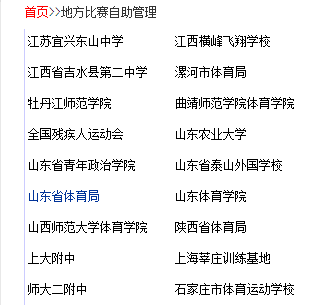 首页>>地方比赛自助管理
江苏宜兴东山中学 江西横峰飞翔学校
江西省吉水县第二中学 漯河市体育局
牡丹江师范学院 曲靖师范学院体育学院
全国残疾人运动会 山东农业大学
山东省青年政治学院 山东省泰山外国学校
山东省体育局 山东体育学院
山西师范大学体育学院 陕西省体育局
上大附中 上海莘庄训练基地
师大二附中 石家庄市体育运动学校